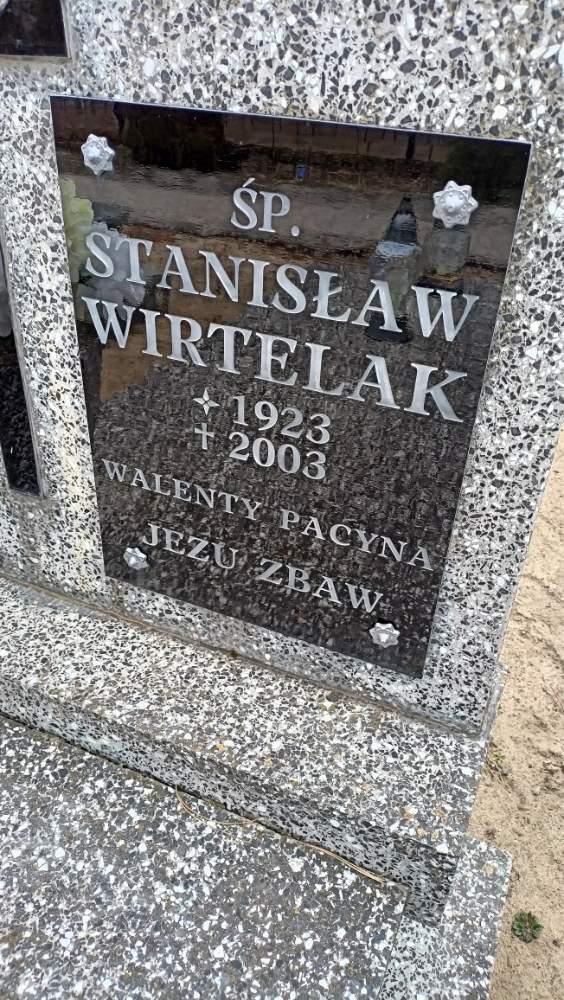 ŚP.
STANISŁAW
WIRTELAK
✧ 1923
† 2003
WALENTY PACYNA
JEZU ZBAW